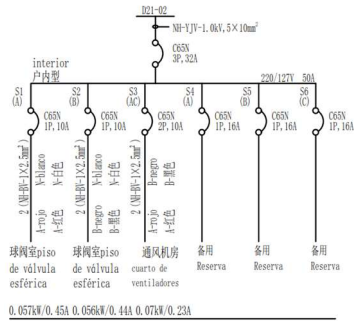 D21-02
NH-YJV-1.0kV,5×10mm²
C65N
3P,32A
interior
户内型
220/127V 50A
S1
(A)
C65N
1P,10A
S2
(B)
C65N
1P,10A
S3
(AC)
C65N
2P,10A
S4
(A)
C65N
1P,16A
S5
(B)
C65N
1P,16A
S6
(C)
C65N
1P,16A
2(NH-BV-1×2.5mm²)
N-blanco
N-白色
A-rojo
A-红色
2(NH-BV-1×2.5mm²)
N-blanco
N-白色
B-negro
B-黑色
2(NH-BV-1×2.5mm²)
B-negro
B-黑色
A-rojo
A-红色
球阀室piso
de válvula
esférica
球阀室piso
de válvula
esférica
通风机房
cuarto de
ventiladores
备用
Reserva
备用
Reserva
备用
Reserva
0.057kW/0.45A
0.056kW/0.44A
0.07kW/0.23A